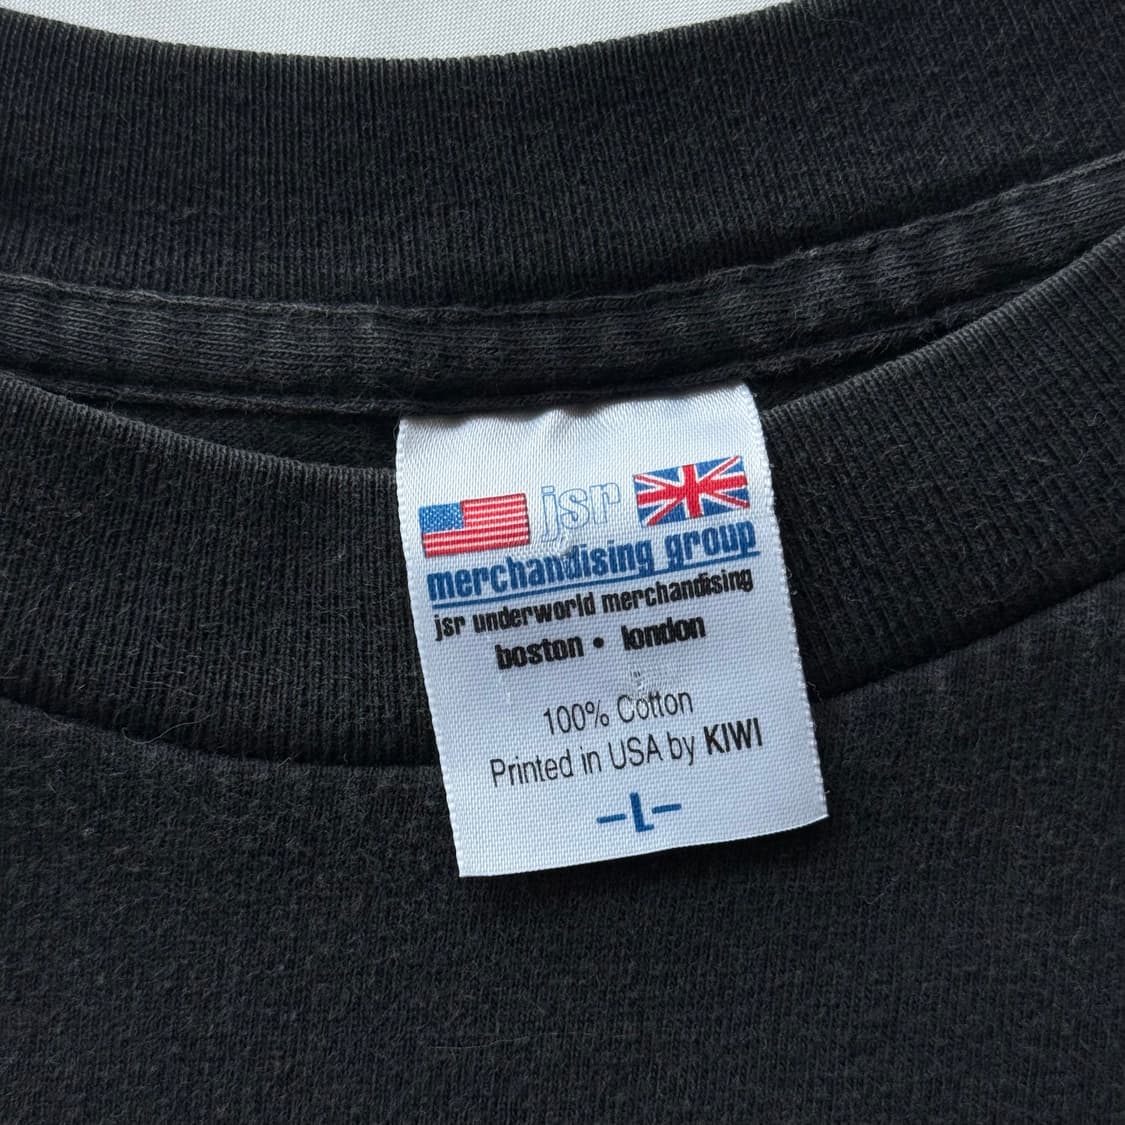 jsr
merchandising group
jsr underworld merchandising
boston • london
100% Cotton
Printed in USA by KIWI
-L-